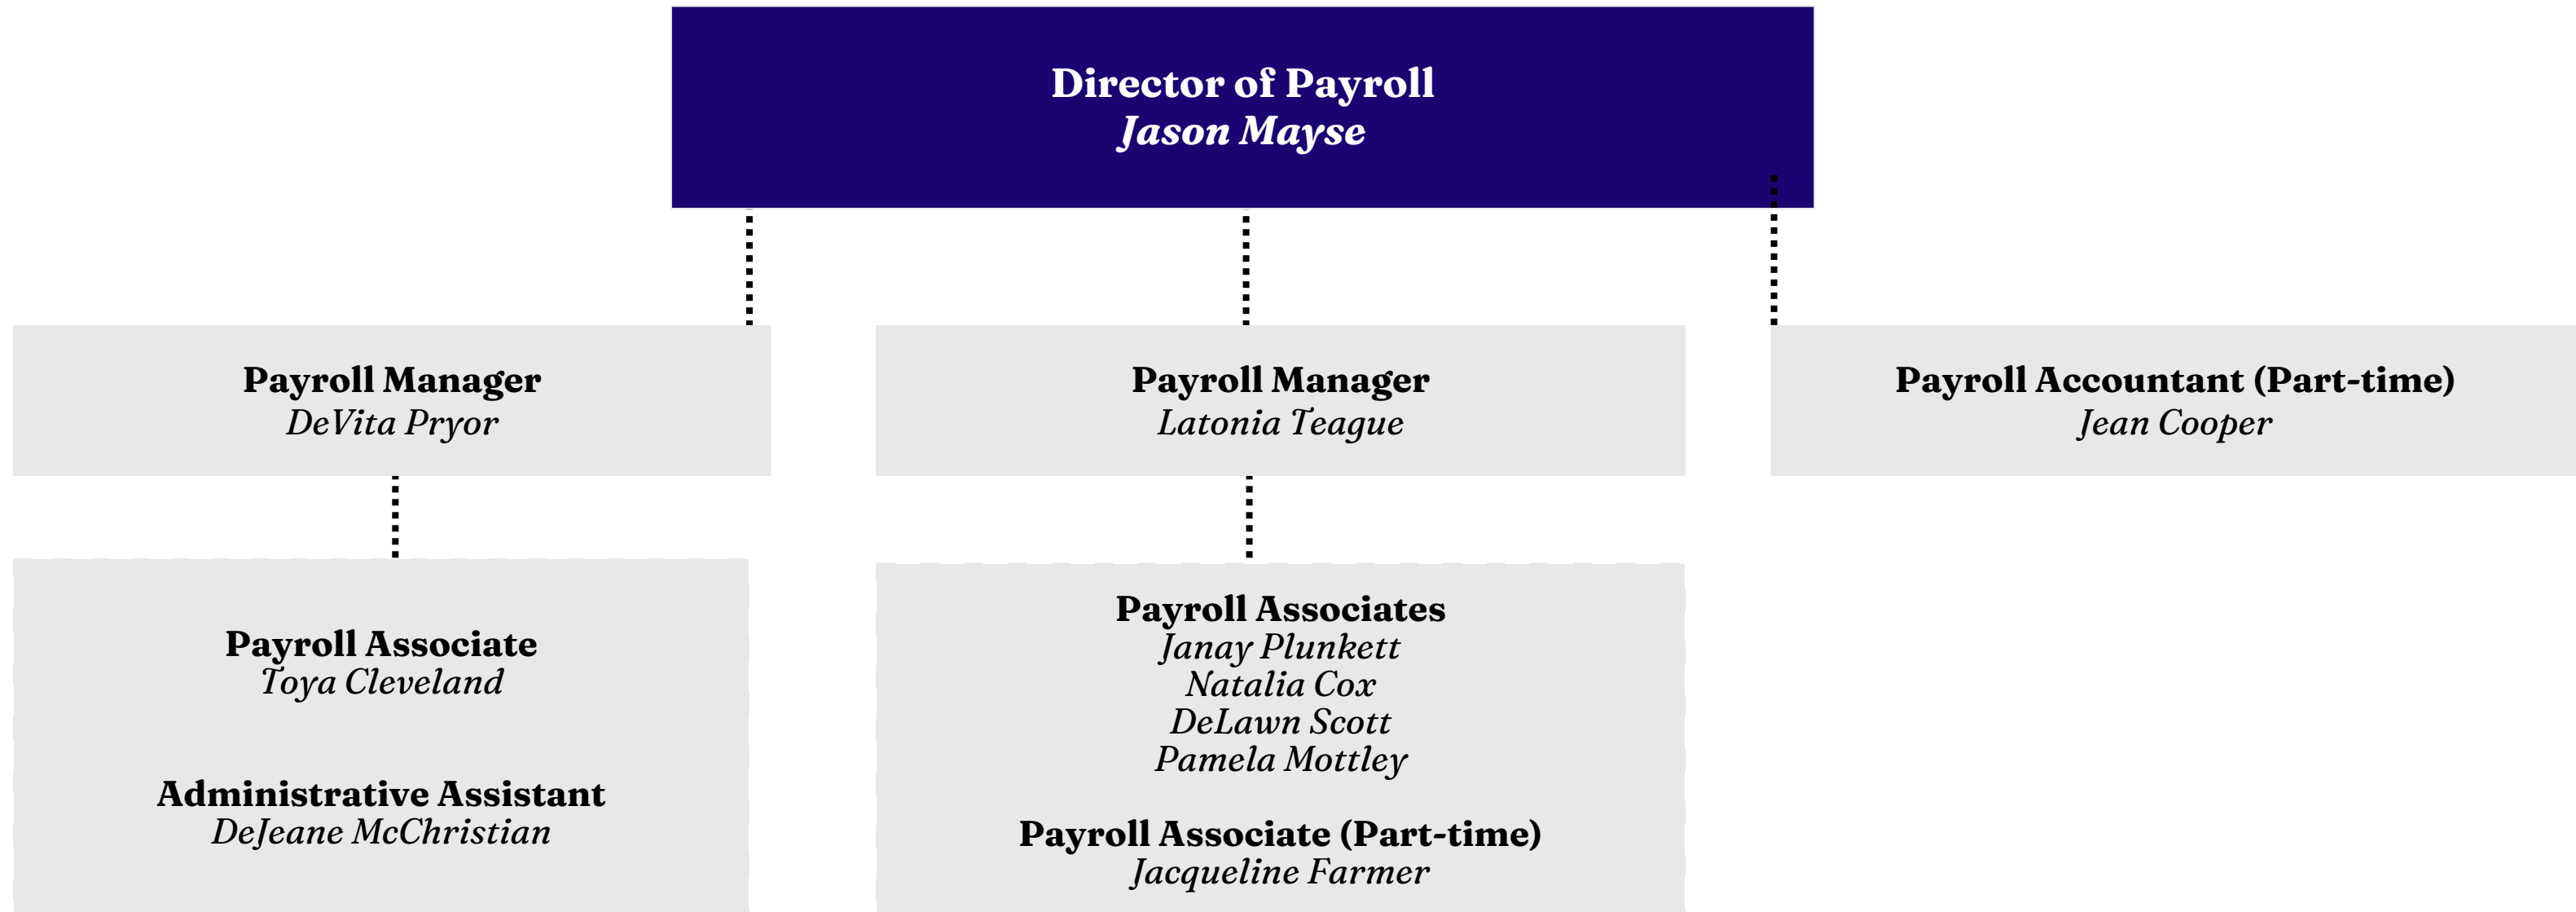 Director of Payroll
Jason Mayse
Payroll Manager
DeVita Pryor
Payroll Manager
Latonia Teague
Payroll Accountant (Part-time)
Jean Cooper
Payroll Associate
Toya Cleveland
Administrative Assistant
DeJeane McChristian
Payroll Associates
Janay Plunkett
Natalia Cox
DeLawn Scott
Pamela Mottley
Payroll Associate (Part-time)
Jacqueline Farmer